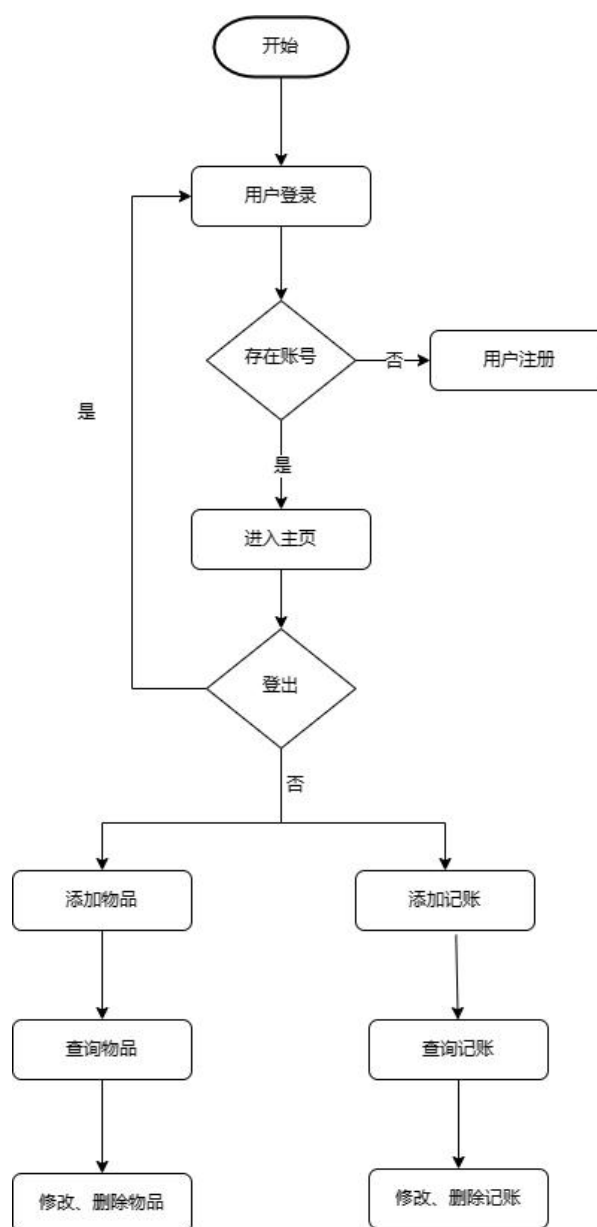 开始
用户登录
存在账号
否
用户注册
是
是
进入主页
登出
否
添加物品
添加记账
查询物品
查询记账
修改、删除物品
修改、删除记账